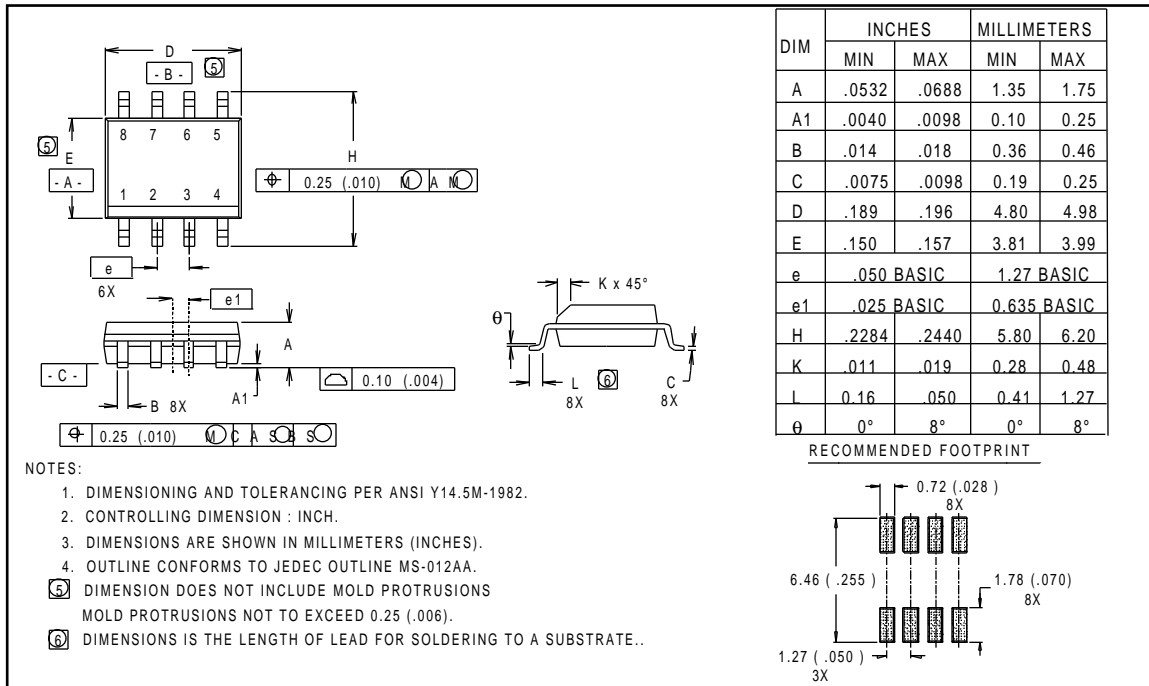 D
- B -
5
8 7 6 5
5
E
- A -
H
0.25 (.010) M A M
1 2 3 4
e
6X
e1
K x 45°
θ
A
- C -
A1
B 8X
0.10 (.004)
L
8X
6
C
8X
0.25 (.010) M C A S B S
DIM INCHES MILLIMETERS
MIN MAX MIN MAX
A .0532 .0688 1.35 1.75
A1 .0040 .0098 0.10 0.25
B .014 .018 0.36 0.46
C .0075 .0098 0.19 0.25
D .189 .196 4.80 4.98
E .150 .157 3.81 3.99
e .050 BASIC 1.27 BASIC
e1 .025 BASIC 0.635 BASIC
H .2284 .2440 5.80 6.20
K .011 .019 0.28 0.48
L 0.16 .050 0.41 1.27
θ 0° 8° 0° 8°
RECOMMENDED FOOTPRINT
0.72 (.028 )
8X
6.46 ( .255 )
1.78 (.070)
8X
1.27 ( .050 )
3X
NOTES:
1. DIMENSIONING AND TOLERANCING PER ANSI Y14.5M-1982.
2. CONTROLLING DIMENSION : INCH.
3. DIMENSIONS ARE SHOWN IN MILLIMETERS (INCHES).
4. OUTLINE CONFORMS TO JEDEC OUTLINE MS-012AA.
5 DIMENSION DOES NOT INCLUDE MOLD PROTRUSIONS
MOLD PROTRUSIONS NOT TO EXCEED 0.25 (.006).
6 DIMENSIONS IS THE LENGTH OF LEAD FOR SOLDERING TO A SUBSTRATE..